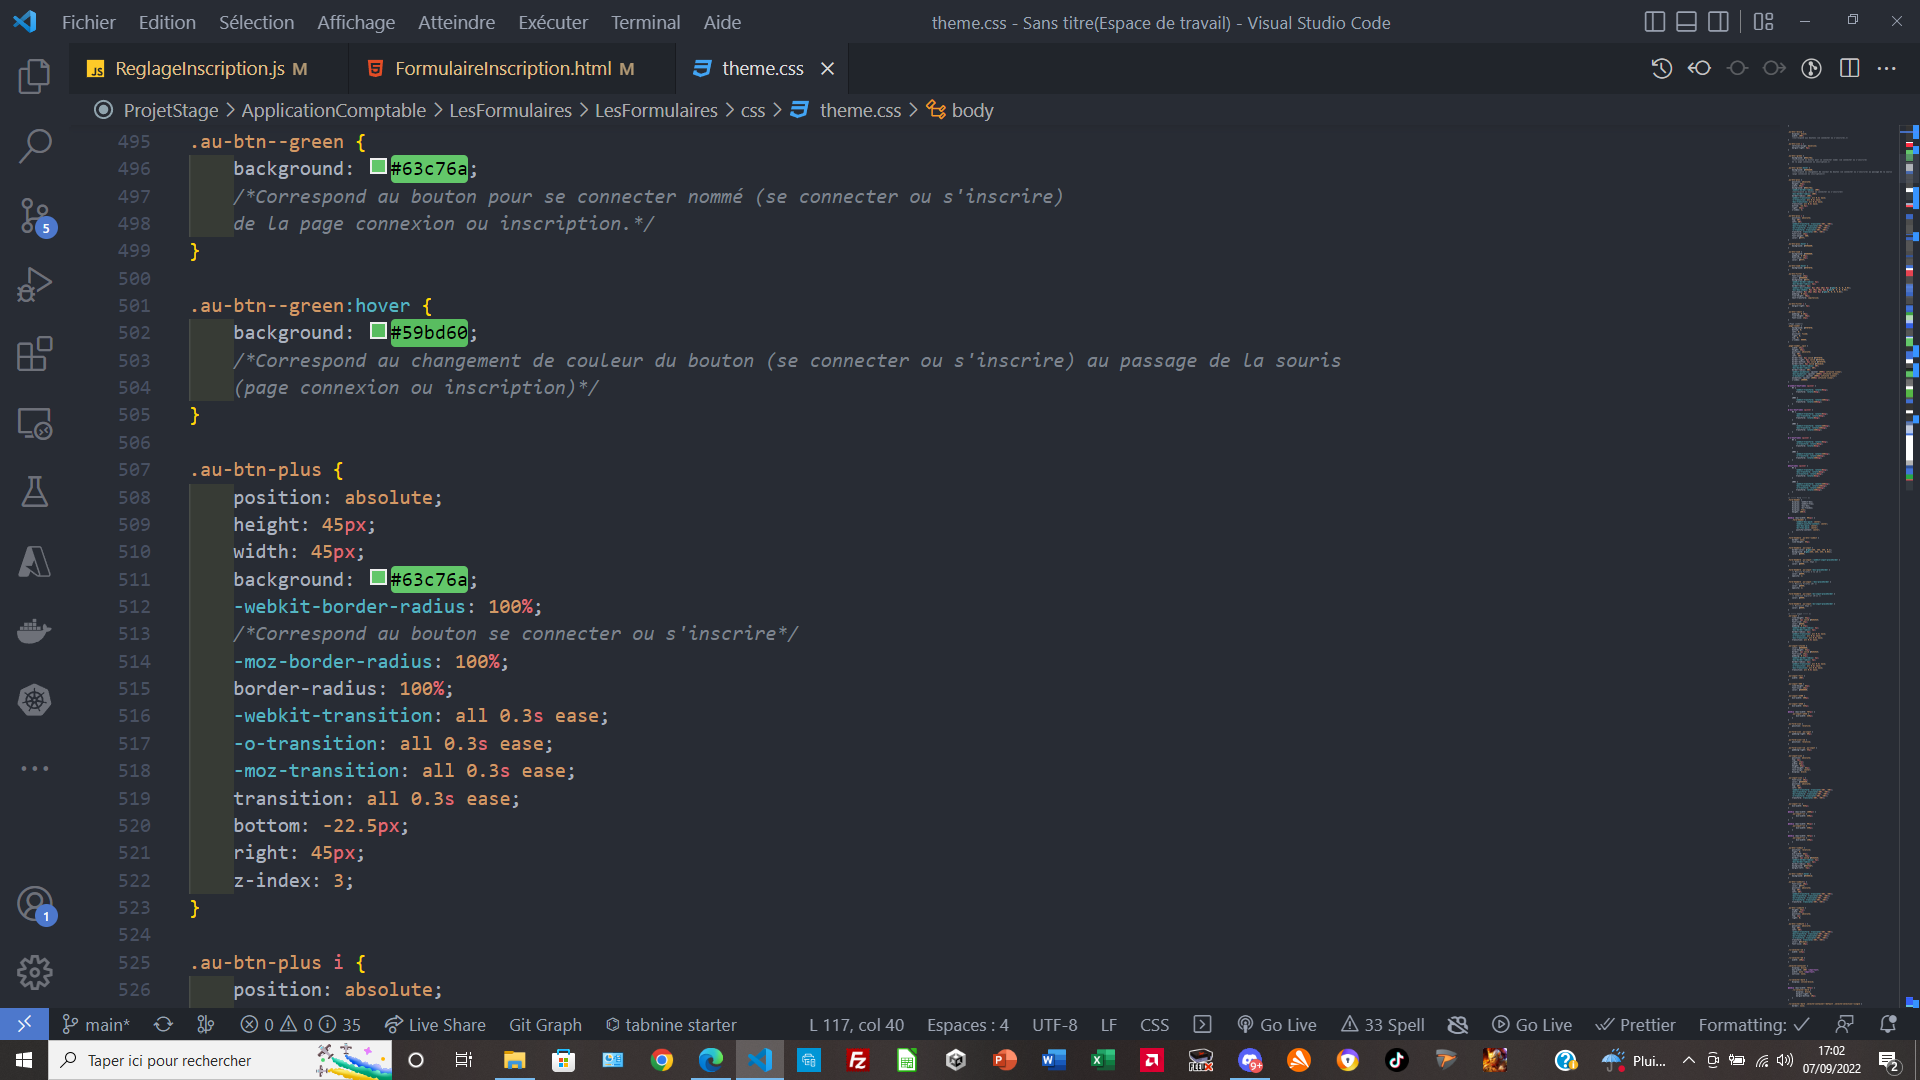 Fichier Edition Sélection Affichage Atteindre Exécuter Terminal Aide theme.css - Sans titre(Espace de travail) - Visual Studio Code
JS ReglageInscription.js M FormulaireInscription.html M theme.css
ProjetStage > ApplicationComptable > LesFormulaires > LesFormulaires > css > theme.css > body
495 .au-btn--green {
496 background: #63c76a;
497 /*Correspond au bouton pour se connecter nommé (se connecter ou s'inscrire)
498 de la page connexion ou inscription.*/
499 }
500
501 .au-btn--green:hover {
502 background: #59bd60;
503 /*Correspond au changement de couleur du bouton (se connecter ou s'inscrire) au passage de la souris
504 (page connexion ou inscription)*/
505 }
506
507 .au-btn-plus {
508 position: absolute;
509 height: 45px;
510 width: 45px;
511 background: #63c76a;
512 -webkit-border-radius: 100%;
513 /*Correspond au bouton se connecter ou s'inscrire*/
514 -moz-border-radius: 100%;
515 border-radius: 100%;
516 -webkit-transition: all 0.3s ease;
517 -o-transition: all 0.3s ease;
518 -moz-transition: all 0.3s ease;
519 transition: all 0.3s ease;
520 bottom: -22.5px;
521 right: 45px;
522 z-index: 3;
523 }
524
525 .au-btn-plus i {
526 position: absolute;
5
1
main* 0 0 35 Live Share Git Graph tabnine starter L 117, col 40 Espaces : 4 UTF-8 LF CSS Go Live 33 Spell Go Live Prettier Formatting:
Taper ici pour rechercher 9+ Plui... 17:02
07/09/2022 2